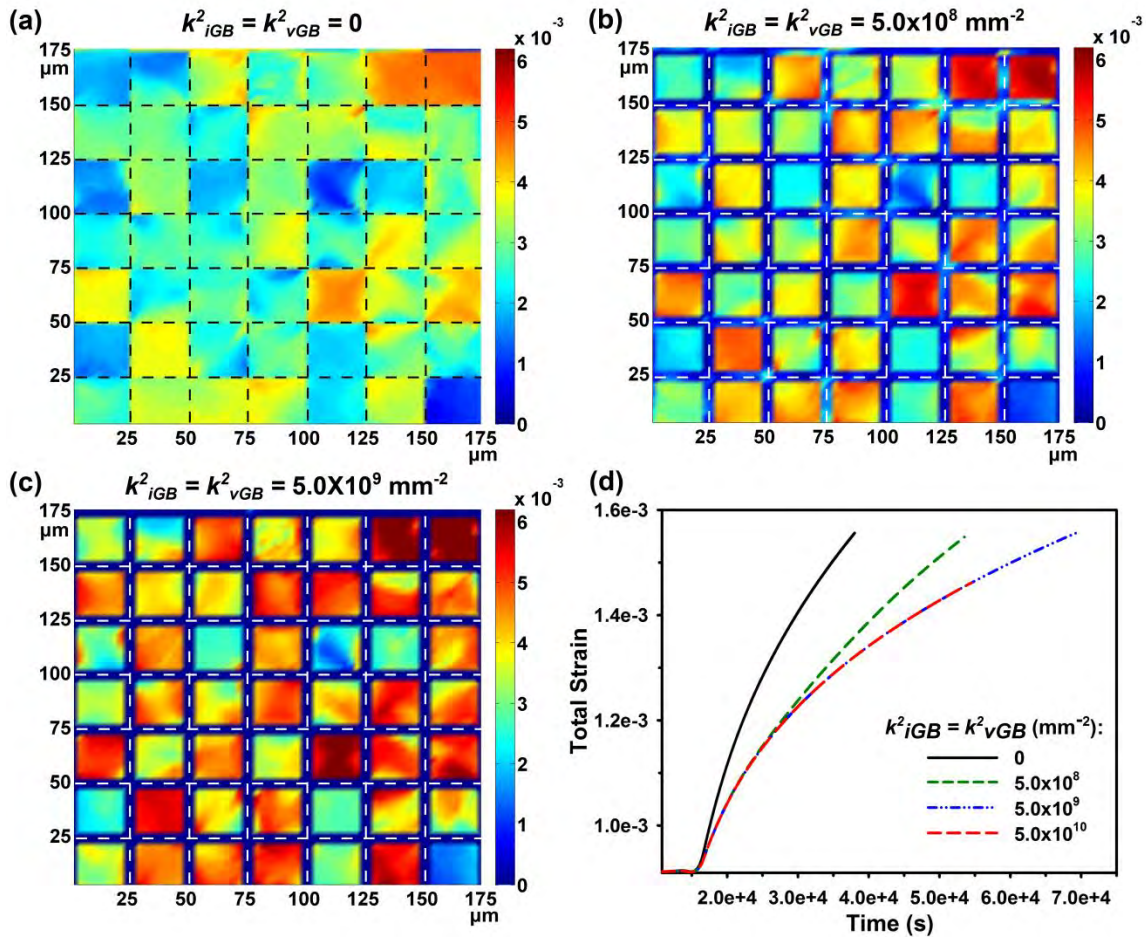 (a)
k²iGB = k²vGB = 0
x 10⁻³
175
μm
150
125
100
75
50
25
25 50 75 100 125 150 175
μm
6
5
4
3
2
1
0
(b)
k²iGB = k²vGB = 5.0x10⁸ mm⁻²
x 10⁻³
175
μm
150
125
100
75
50
25
25 50 75 100 125 150 175
μm
6
5
4
3
2
1
0
(c)
k²iGB = k²vGB = 5.0X10⁹ mm⁻²
x 10⁻³
175
μm
150
125
100
75
50
25
25 50 75 100 125 150 175
μm
6
5
4
3
2
1
0
(d)
Total Strain
1.6e-3
1.4e-3
1.2e-3
1.0e-3
k²iGB = k²vGB (mm⁻²):
0
5.0x10⁸
5.0x10⁹
5.0x10¹⁰
2.0e+4 3.0e+4 4.0e+4 5.0e+4 6.0e+4 7.0e+4
Time (s)